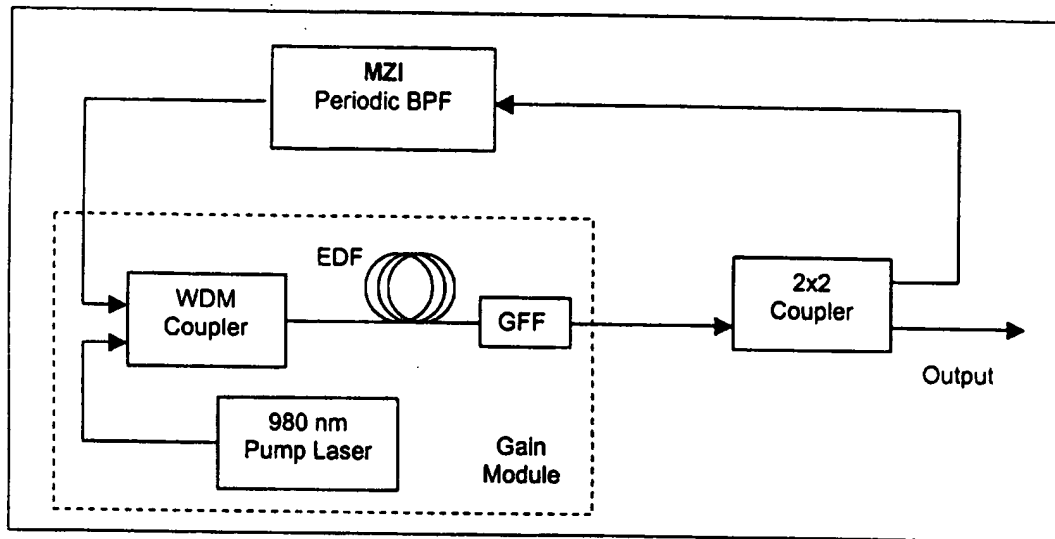 MZI
Periodic BPF
EDF
WDM
Coupler
GFF
2x2
Coupler
Output
980 nm
Pump Laser
Gain
Module